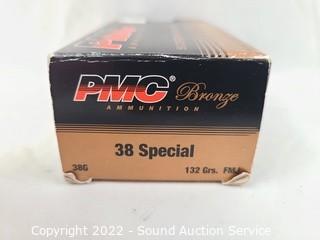 PMC® Bronze
AMMUNITION
38 Special
38G 132 Grs. FMJ
Copyright 2022 - Sound Auction Service